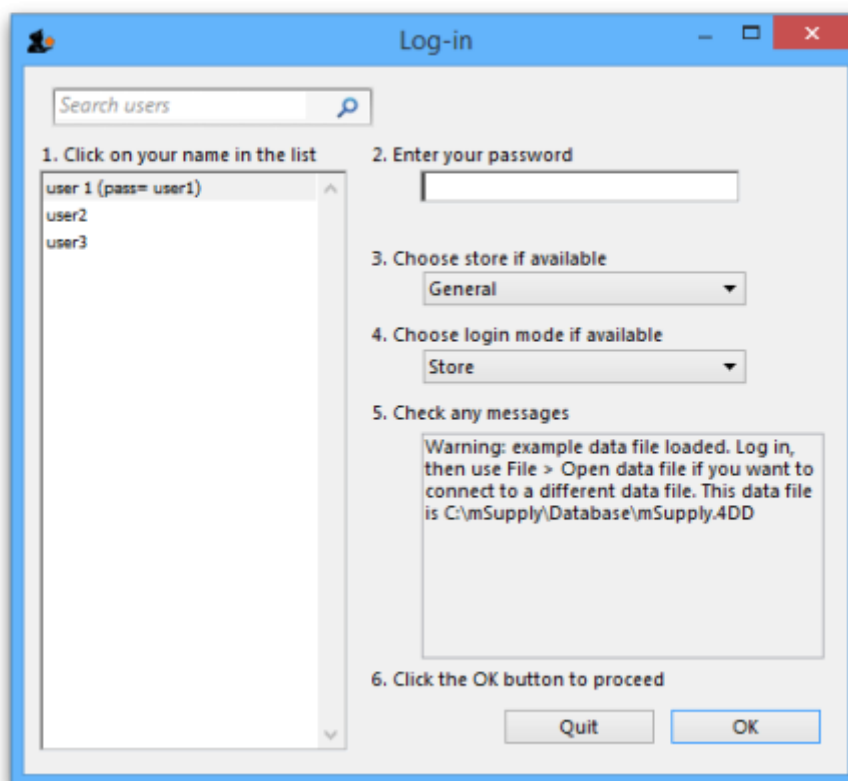 Log-in
Search users
1. Click on your name in the list
user 1 (pass= user1)
user2
user3
2. Enter your password
3. Choose store if available
General
4. Choose login mode if available
Store
5. Check any messages
Warning: example data file loaded. Log in,
then use File > Open data file if you want to
connect to a different data file. This data file
is C:\mSupply\Database\mSupply.4DD
6. Click the OK button to proceed
Quit
OK